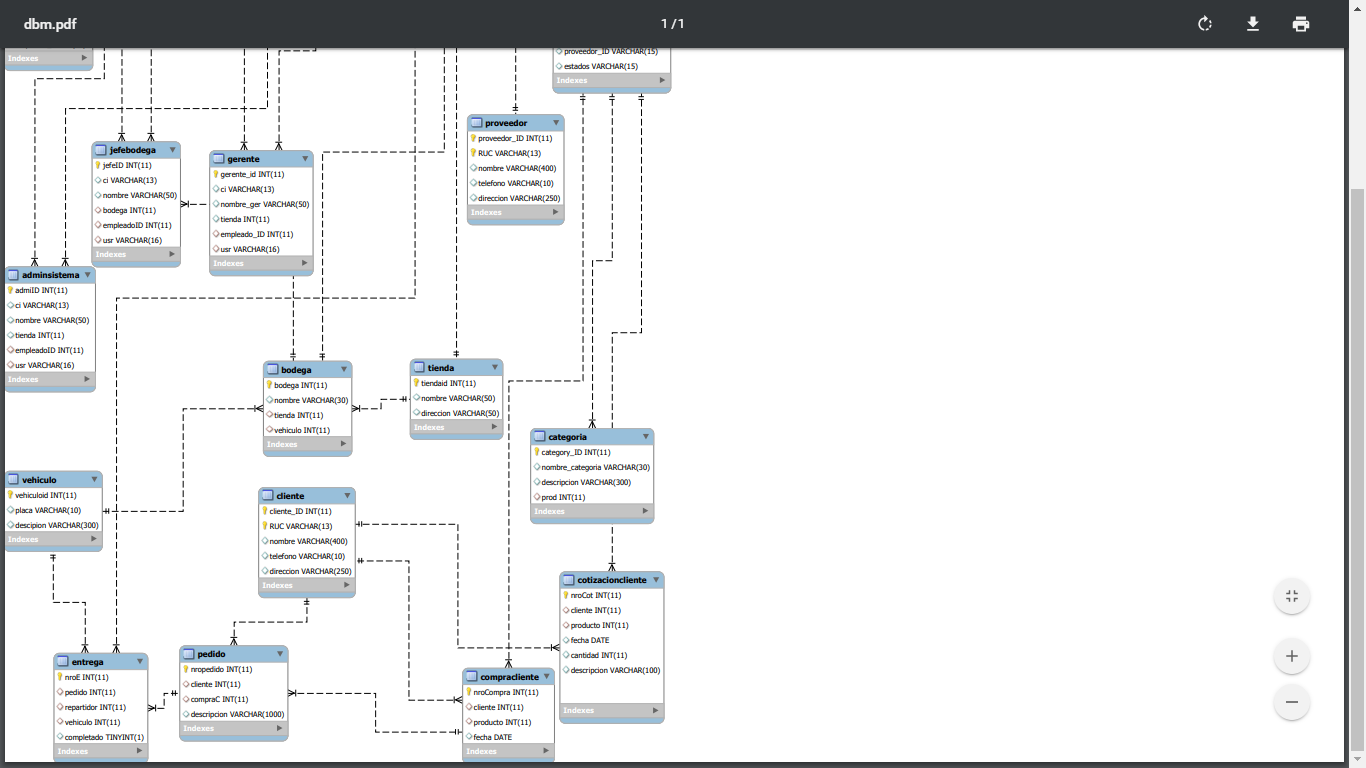 dbm.pdf
1 / 1
Indexes
proveedor_ID VARCHAR(15)
estados VARCHAR(15)
Indexes
proveedor
proveedor_ID INT(11)
RUC VARCHAR(13)
nombre VARCHAR(400)
telefono VARCHAR(10)
direccion VARCHAR(250)
Indexes
jefebodega
jefeID INT(11)
ci VARCHAR(13)
nombre VARCHAR(50)
bodega INT(11)
empleadoID INT(11)
usr VARCHAR(16)
Indexes
gerente
gerente_id INT(11)
ci VARCHAR(13)
nombre_ger VARCHAR(50)
tienda INT(11)
empleado_ID INT(11)
usr VARCHAR(16)
Indexes
adminsistema
admiID INT(11)
ci VARCHAR(13)
nombre VARCHAR(50)
tienda INT(11)
empleadoID INT(11)
usr VARCHAR(16)
Indexes
bodega
bodega INT(11)
nombre VARCHAR(30)
tienda INT(11)
vehiculo INT(11)
Indexes
tienda
tiendaid INT(11)
nombre VARCHAR(50)
direccion VARCHAR(50)
Indexes
categoria
category_ID INT(11)
nombre_categoria VARCHAR(30)
descripcion VARCHAR(300)
prod INT(11)
Indexes
vehiculo
vehiculoid INT(11)
placa VARCHAR(10)
descipion VARCHAR(300)
Indexes
cliente
cliente_ID INT(11)
RUC VARCHAR(13)
nombre VARCHAR(400)
telefono VARCHAR(10)
direccion VARCHAR(250)
Indexes
cotizacioncliente
nroCot INT(11)
cliente INT(11)
producto INT(11)
fecha DATE
cantidad INT(11)
descripcion VARCHAR(100)
Indexes
entrega
nroE INT(11)
pedido INT(11)
repartidor INT(11)
vehiculo INT(11)
completado TINYINT(1)
Indexes
pedido
nropedido INT(11)
cliente INT(11)
compraC INT(11)
descripcion VARCHAR(1000)
Indexes
compracliente
nroCompra INT(11)
cliente INT(11)
producto INT(11)
fecha DATE
Indexes